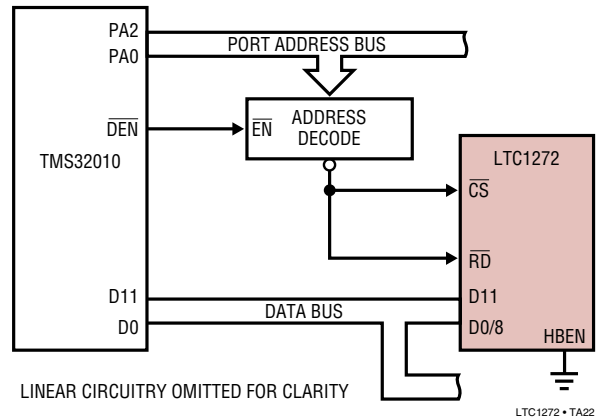 PA2
PORT ADDRESS BUS
PA0
ADDRESS
DECODE
DEN
EN
TMS32010
LTC1272
CS
RD
D11
D11
DATA BUS
D0
D0/8
HBEN
LINEAR CIRCUITRY OMITTED FOR CLARITY
LTC1272 • TA22